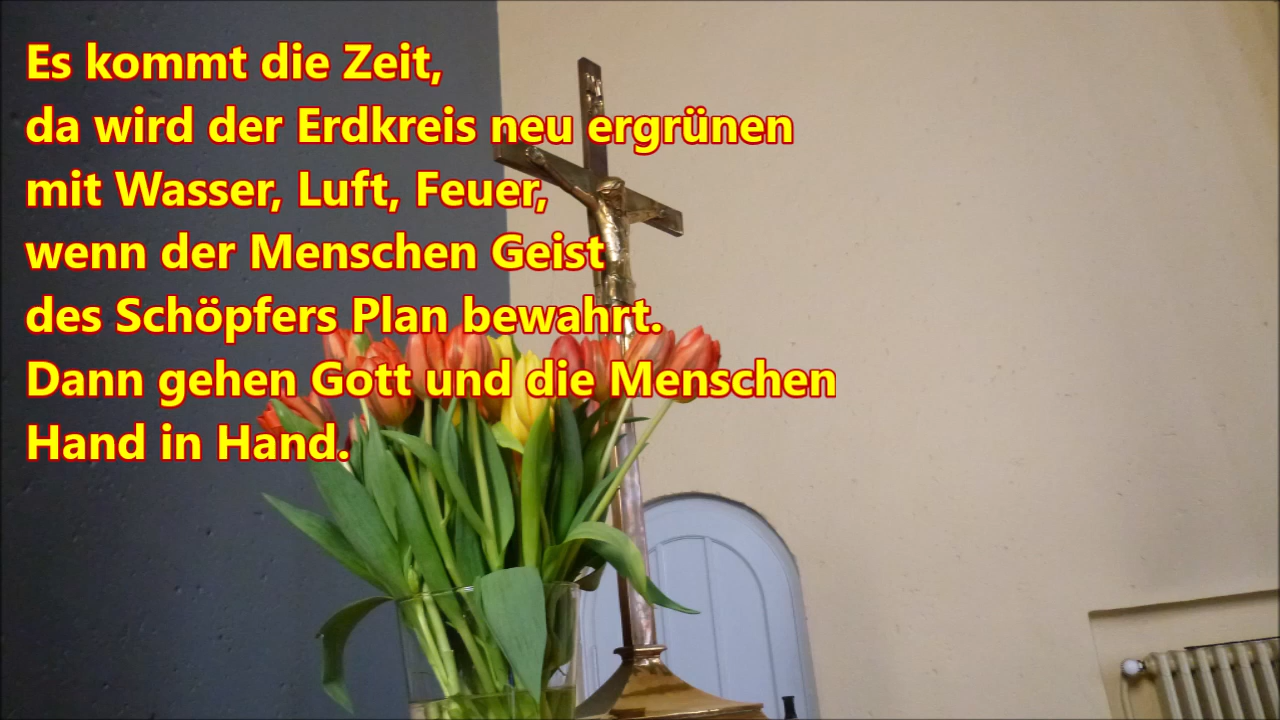 Es kommt die Zeit,
da wird der Erdkreis neu ergrünen
mit Wasser, Luft, Feuer,
wenn der Menschen Geist
des Schöpfers Plan bewahrt.
Dann gehen Gott und die Menschen
Hand in Hand.